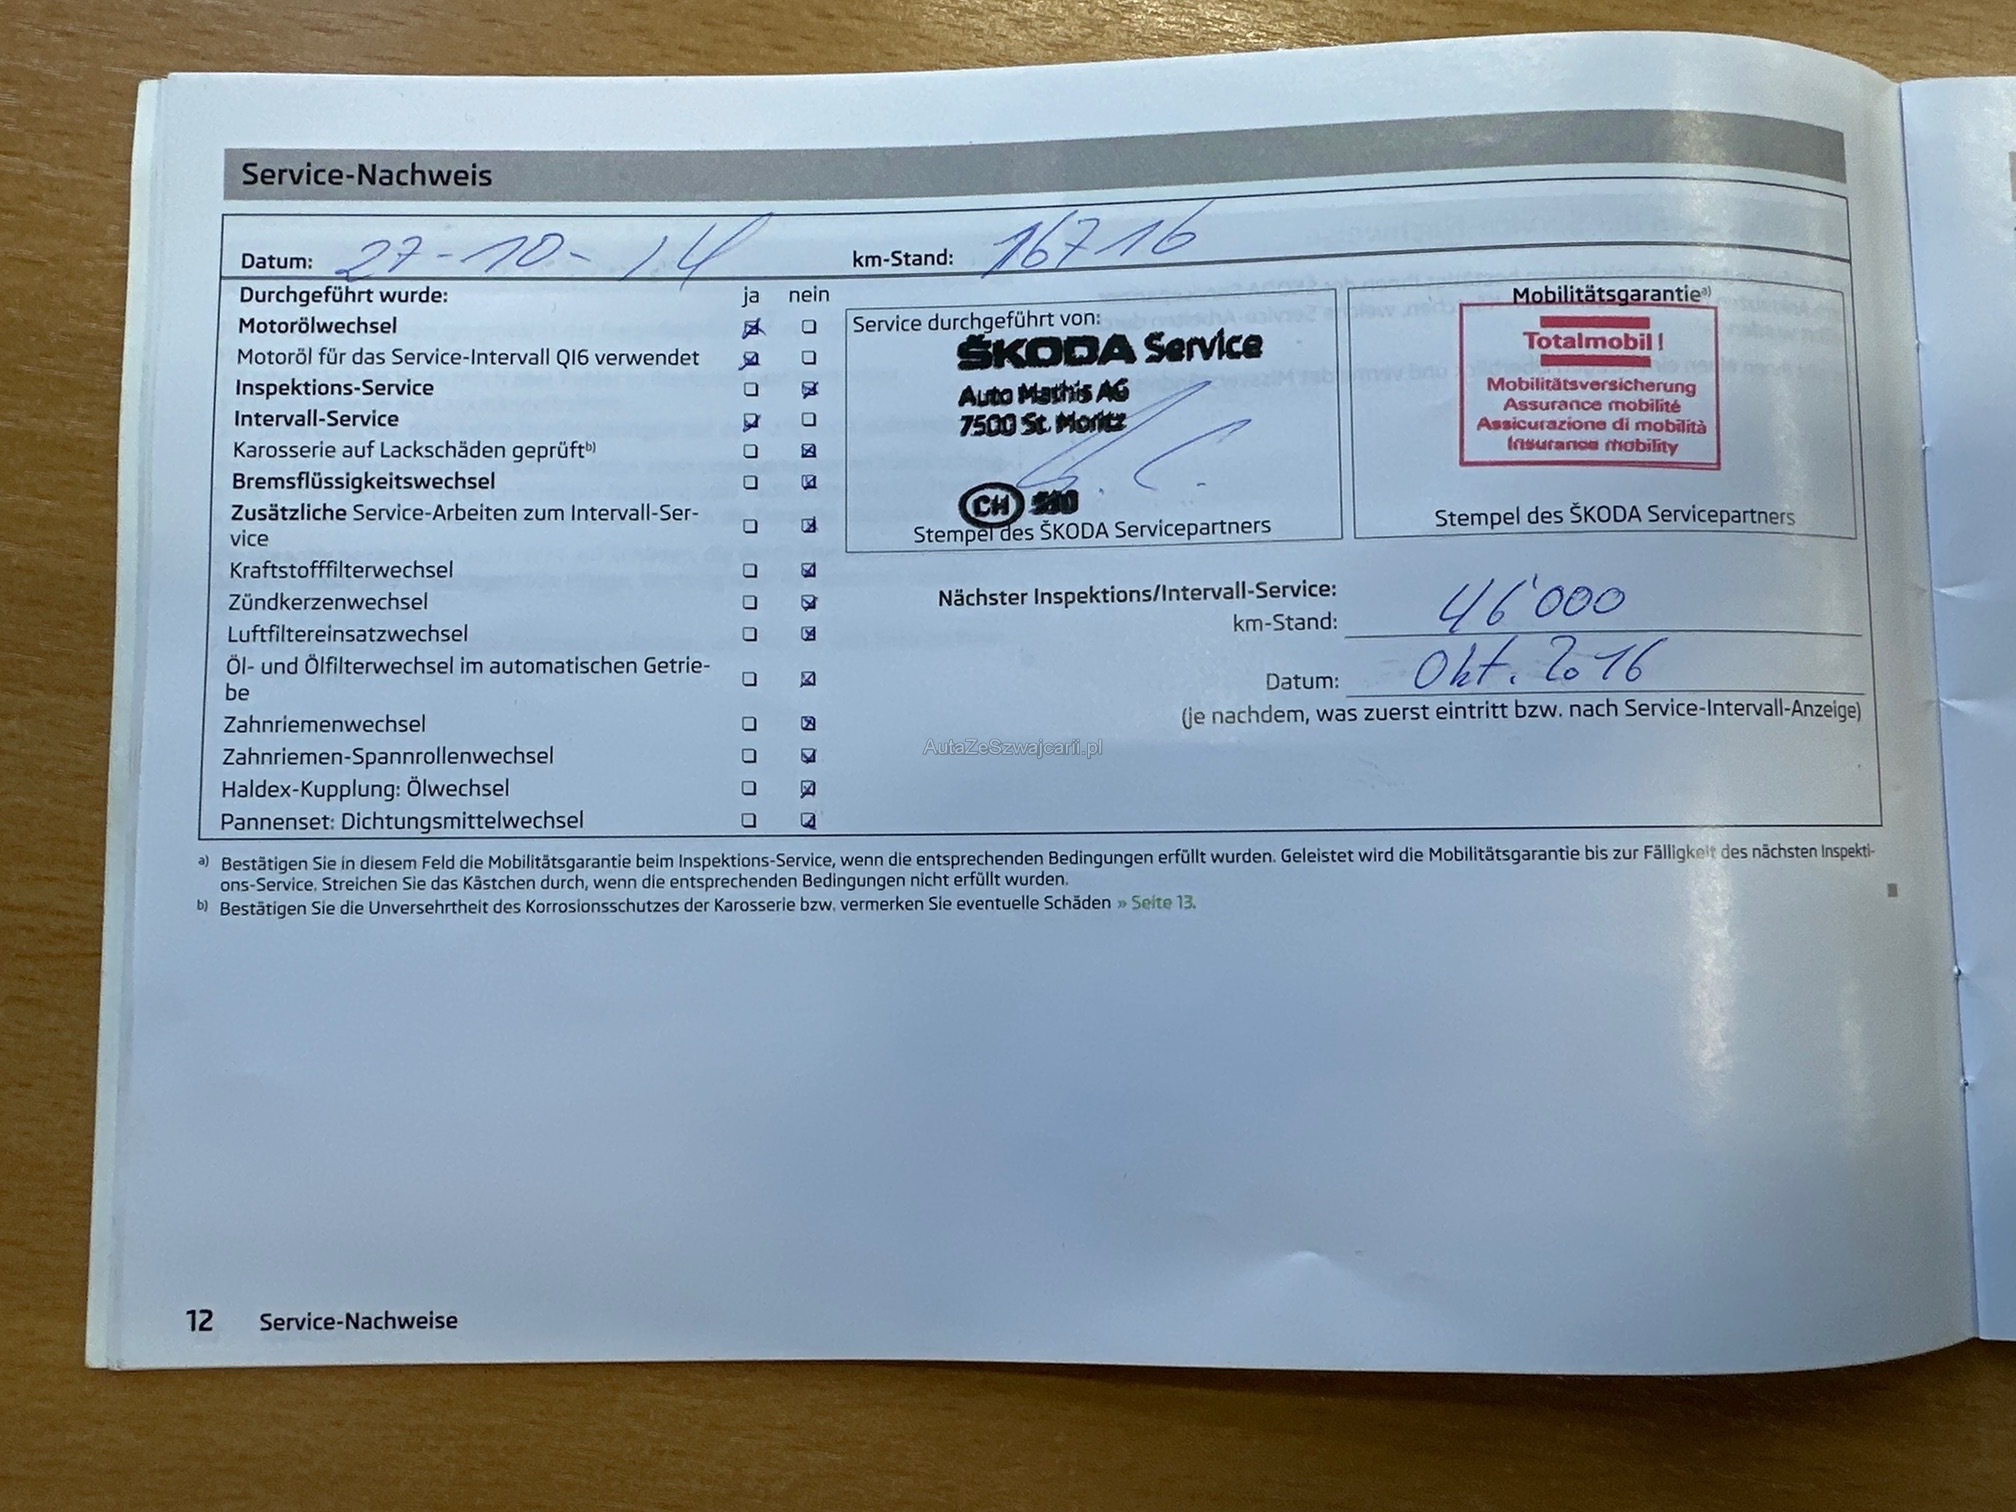 Service-Nachweis
Datum: 27-10-14 km-Stand: 16716
Durchgeführt wurde: ja nein
Motorölwechsel
Motoröl für das Service-Intervall QI6 verwendet
Inspektions-Service
Intervall-Service
Karosserie auf Lackschäden geprüft b)
Bremsflüssigkeitswechsel
Zusätzliche Service-Arbeiten zum Intervall-Ser-
vice
Kraftstofffilterwechsel
Zündkerzenwechsel
Luftfiltereinsatzwechsel
Öl- und Ölfilterwechsel im automatischen Getrie-
be
Zahnriemenwechsel
Zahnriemen-Spannrollenwechsel
Haldex-Kupplung: Ölwechsel
Pannenset: Dichtungsmittelwechsel
Service durchgeführt von:
ŠKODA Service
Auto Mathis AG
7500 St. Moritz
CH
Stempel des ŠKODA Servicepartners
Mobilitätsgarantie a)
Totalmobil!
Mobilitätsversicherung
Assurance mobilité
Assicurazione di mobilità
Insurance mobility
Stempel des ŠKODA Servicepartners
Nächster Inspektions/Intervall-Service:
km-Stand: 46'000
Datum: Okt. 2016
(je nachdem, was zuerst eintritt bzw. nach Service-Intervall-Anzeige)
AutaZeSzwajcarii.pl
a) Bestätigen Sie in diesem Feld die Mobilitätsgarantie beim Inspektions-Service, wenn die entsprechenden Bedingungen erfüllt wurden. Geleistet wird die Mobilitätsgarantie bis zur Fälligkeit des nächsten Inspekti-
ons-Service. Streichen Sie das Kästchen durch, wenn die entsprechenden Bedingungen nicht erfüllt wurden.
b) Bestätigen Sie die Unversehrtheit des Korrosionsschutzes der Karosserie bzw. vermerken Sie eventuelle Schäden » Seite 13.
12 Service-Nachweise